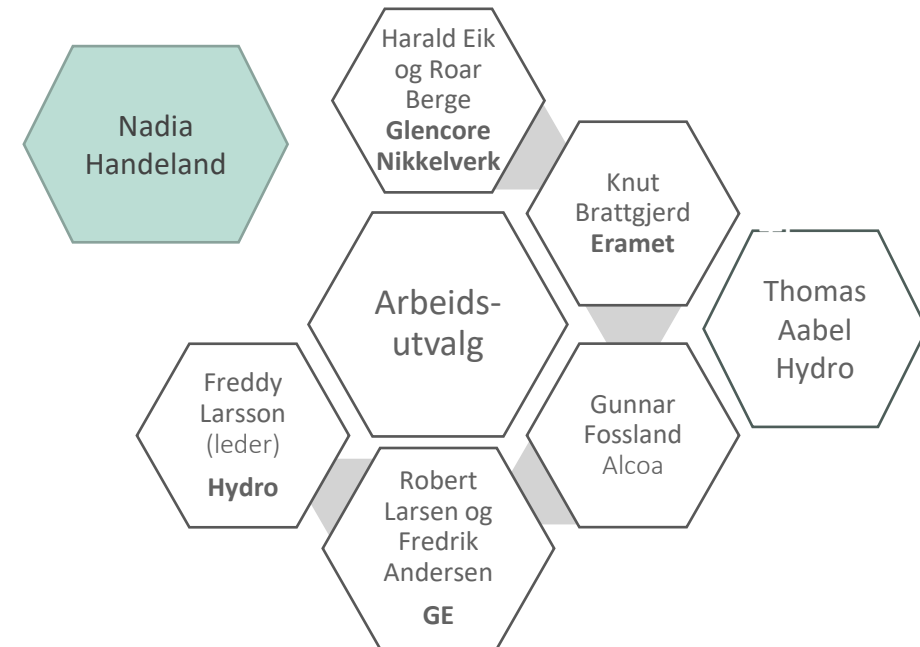 Nadia
Handeland
Harald Eik
og Roar
Berge
Glencore
Nikkelverk
Knut
Brattgjerd
Eramet
Arbeids-
utvalg
Thomas
Aabel
Hydro
Freddy
Larsson
(leder)
Hydro
Gunnar
Fossland
Alcoa
Robert
Larsen og
Fredrik
Andersen
GE